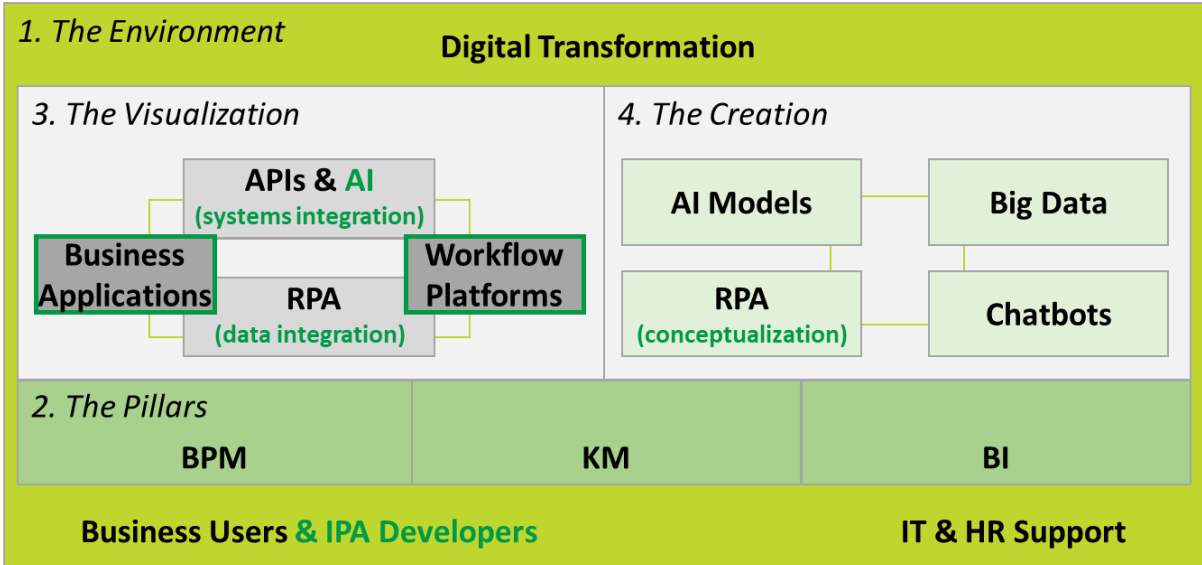 1. The Environment
Digital Transformation
3. The Visualization
APIs & AI
(systems integration)
Business
Applications
Workflow
Platforms
RPA
(data integration)
4. The Creation
AI Models
Big Data
RPA
(conceptualization)
Chatbots
2. The Pillars
BPM
KM
BI
Business Users & IPA Developers
IT & HR Support